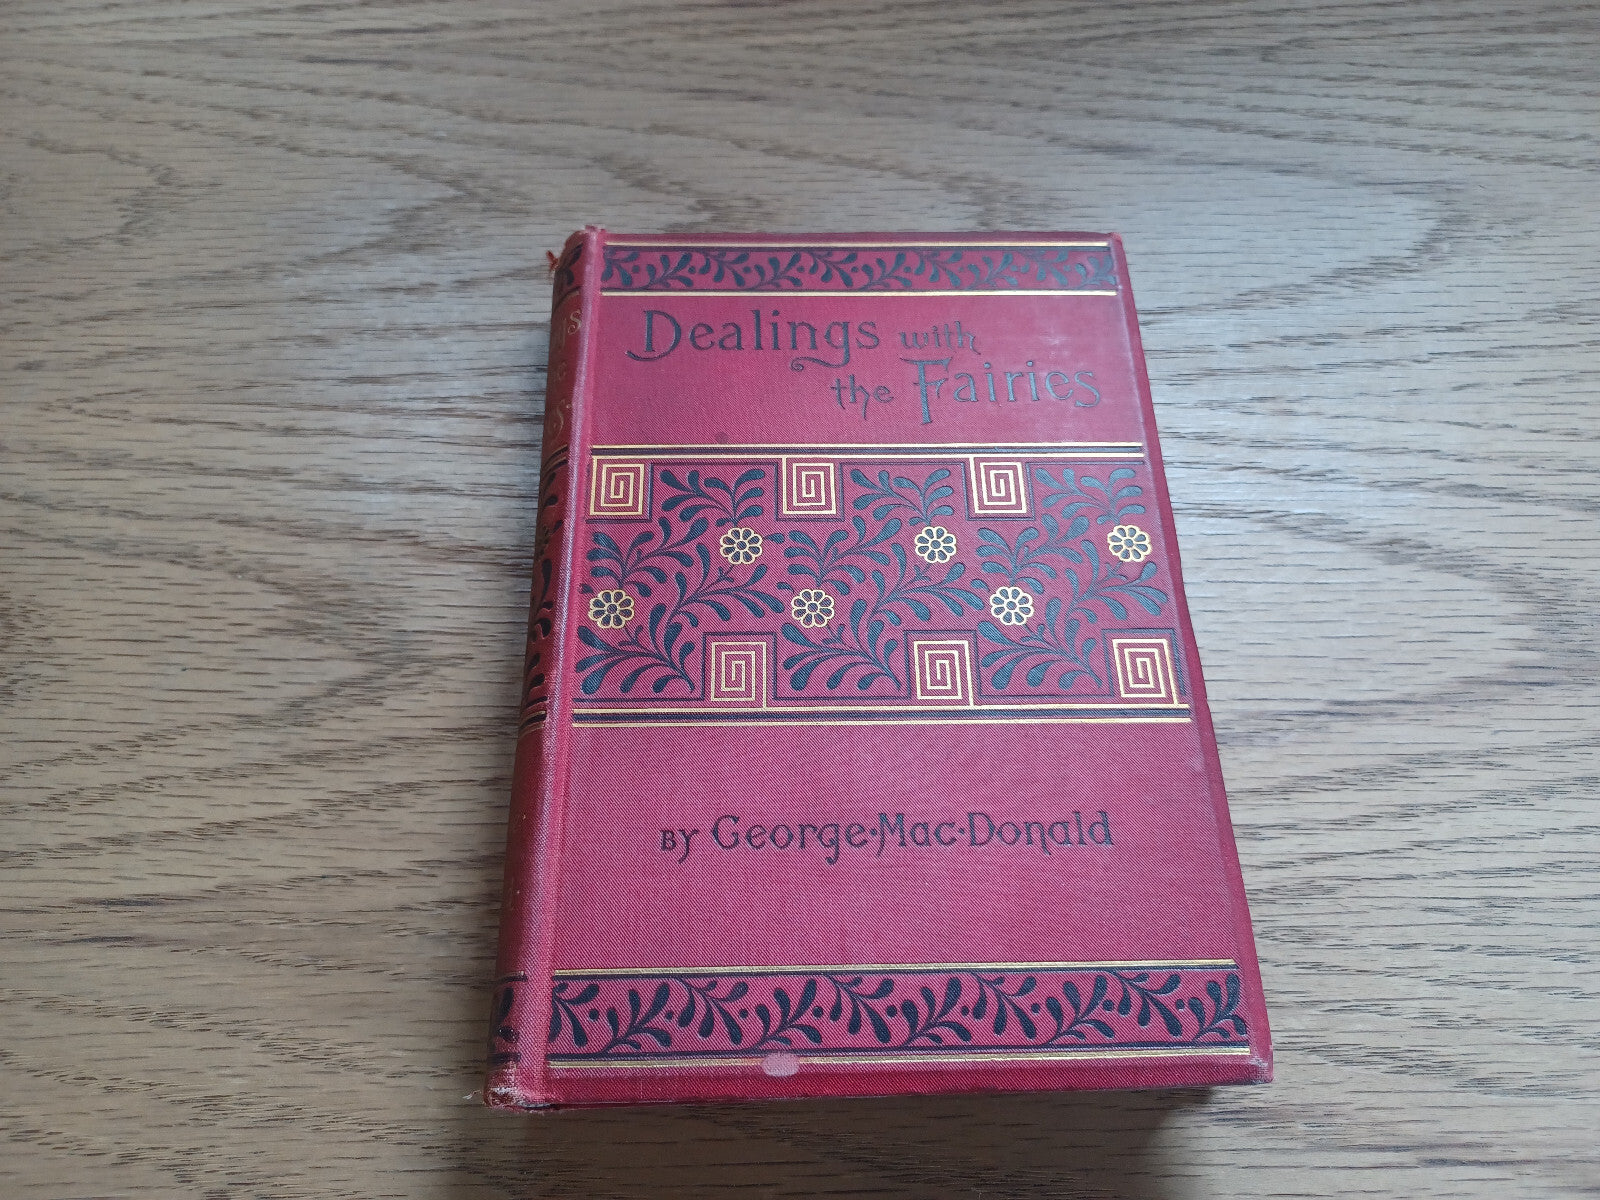 Dealings with
the Fairies
BY George·Mac·Donald